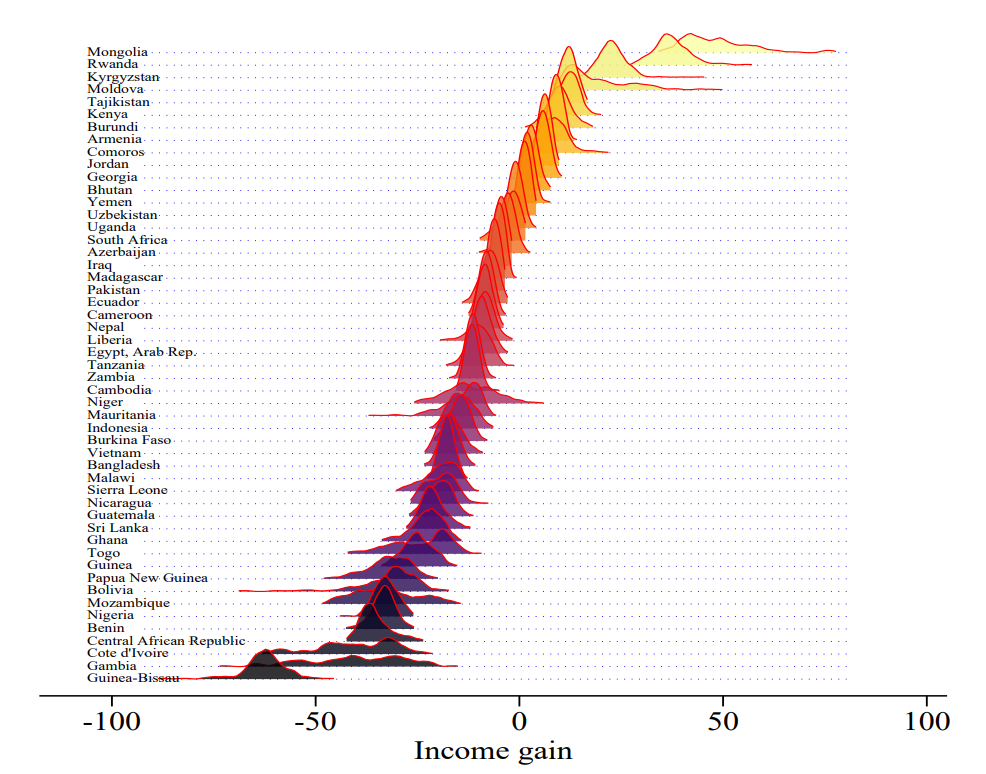 Mongolia
Rwanda
Kyrgyzstan
Moldova
Tajikistan
Kenya
Burundi
Armenia
Comoros
Jordan
Georgia
Bhutan
Yemen
Uzbekistan
Uganda
South Africa
Azerbaijan
Iraq
Madagascar
Pakistan
Ecuador
Cameroon
Nepal
Liberia
Egypt, Arab Rep.
Tanzania
Zambia
Cambodia
Niger
Mauritania
Indonesia
Burkina Faso
Vietnam
Bangladesh
Malawi
Sierra Leone
Nicaragua
Guatemala
Sri Lanka
Ghana
Togo
Guinea
Papua New Guinea
Bolivia
Mozambique
Nigeria
Benin
Central African Republic
Cote d'Ivoire
Gambia
Guinea-Bissau
-100 -50 0 50 100
Income gain